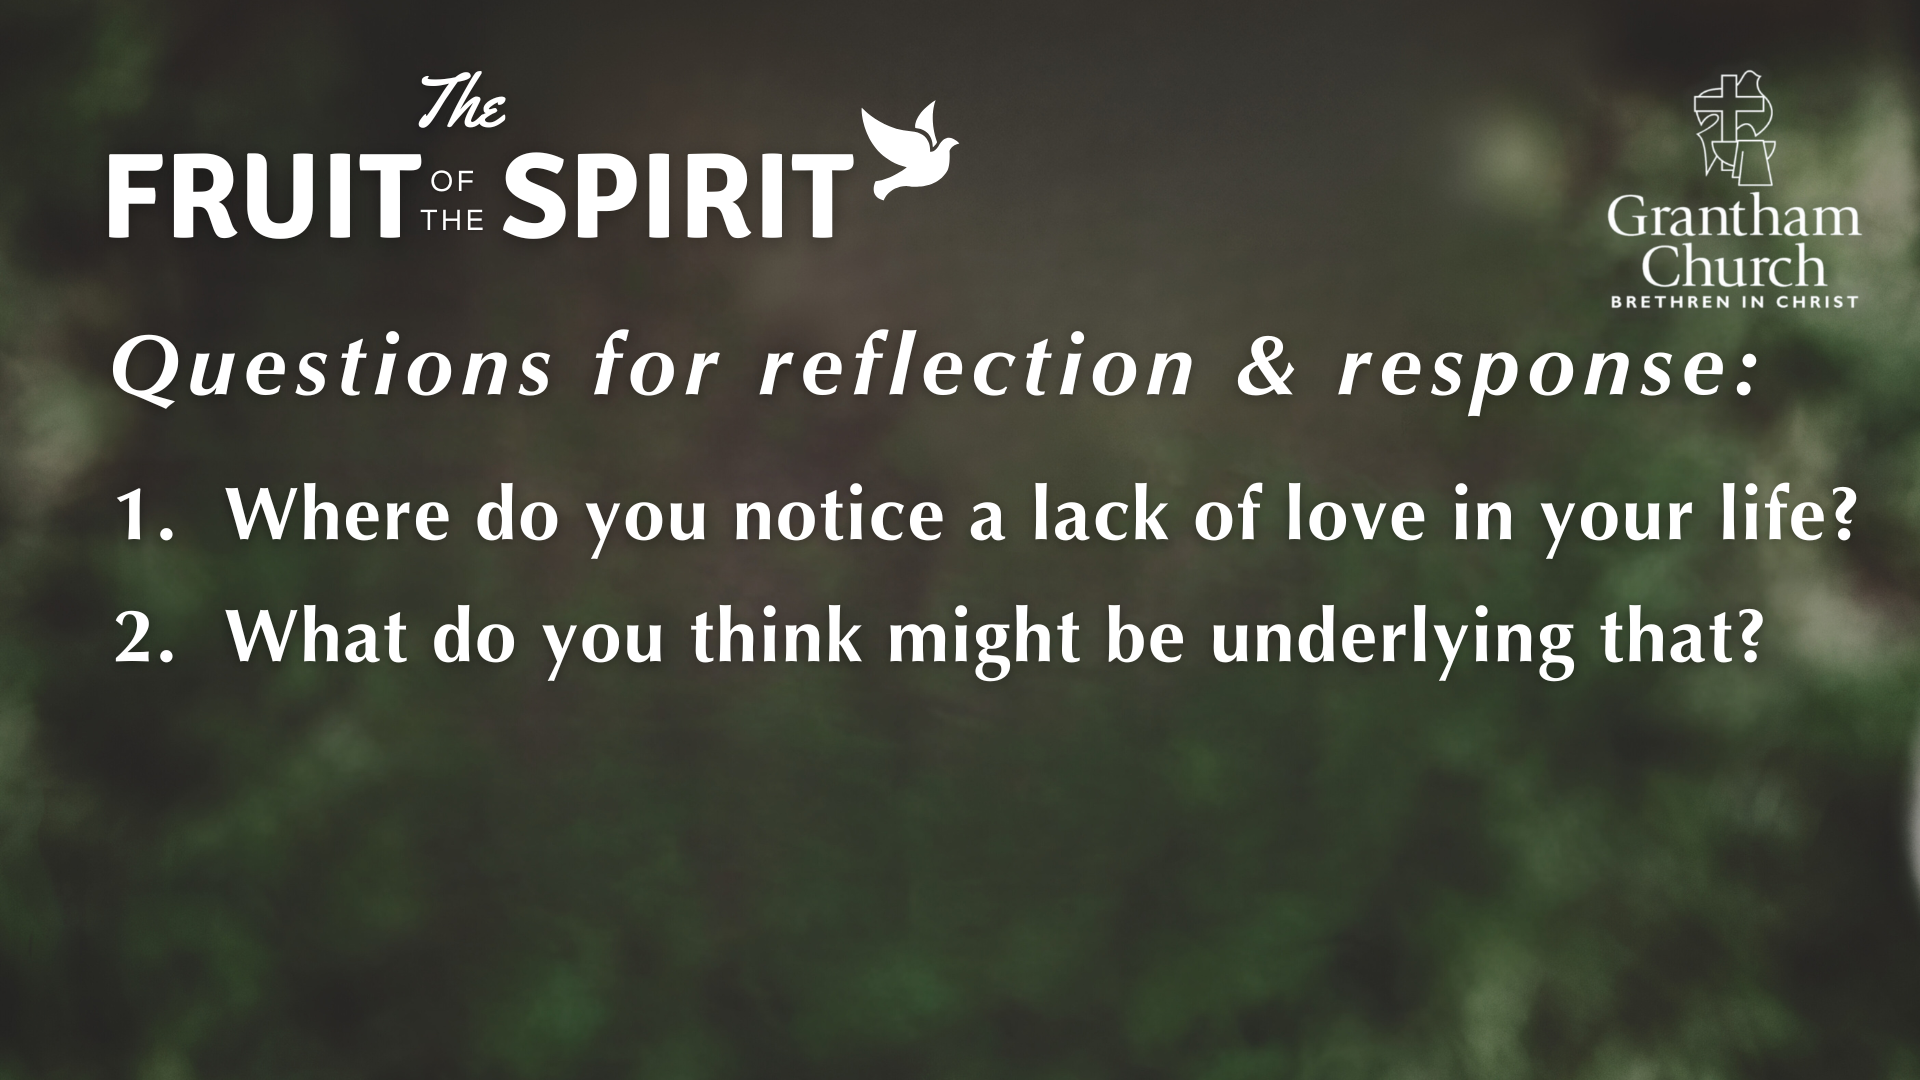 The
FRUIT OF THE SPIRIT
Grantham
Church
BRETHREN IN CHRIST
Questions for reflection & response:
1. Where do you notice a lack of love in your life?
2. What do you think might be underlying that?